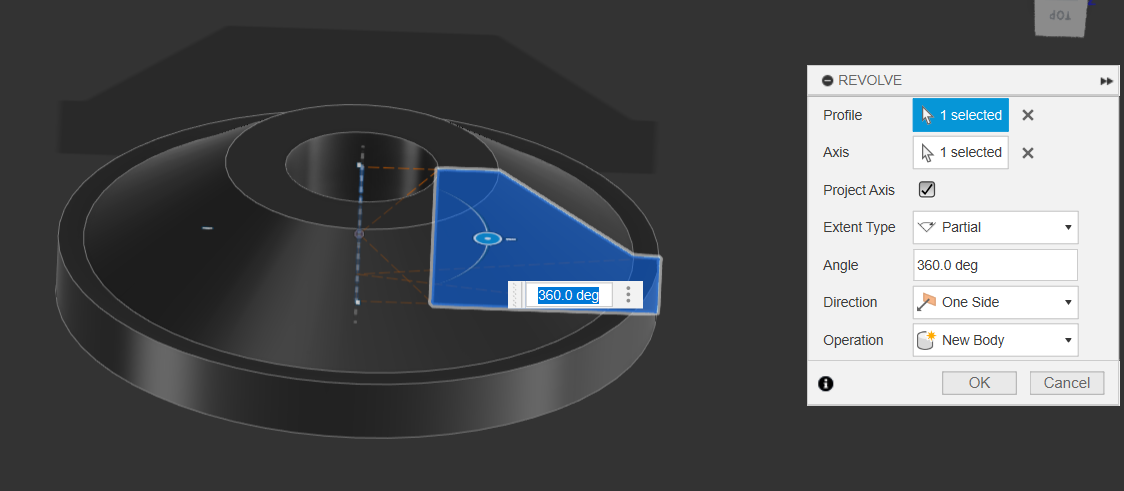 TOP
REVOLVE
Profile 1 selected
Axis 1 selected
Project Axis
Extent Type Partial
Angle 360.0 deg
360.0 deg
Direction One Side
Operation New Body
OK Cancel